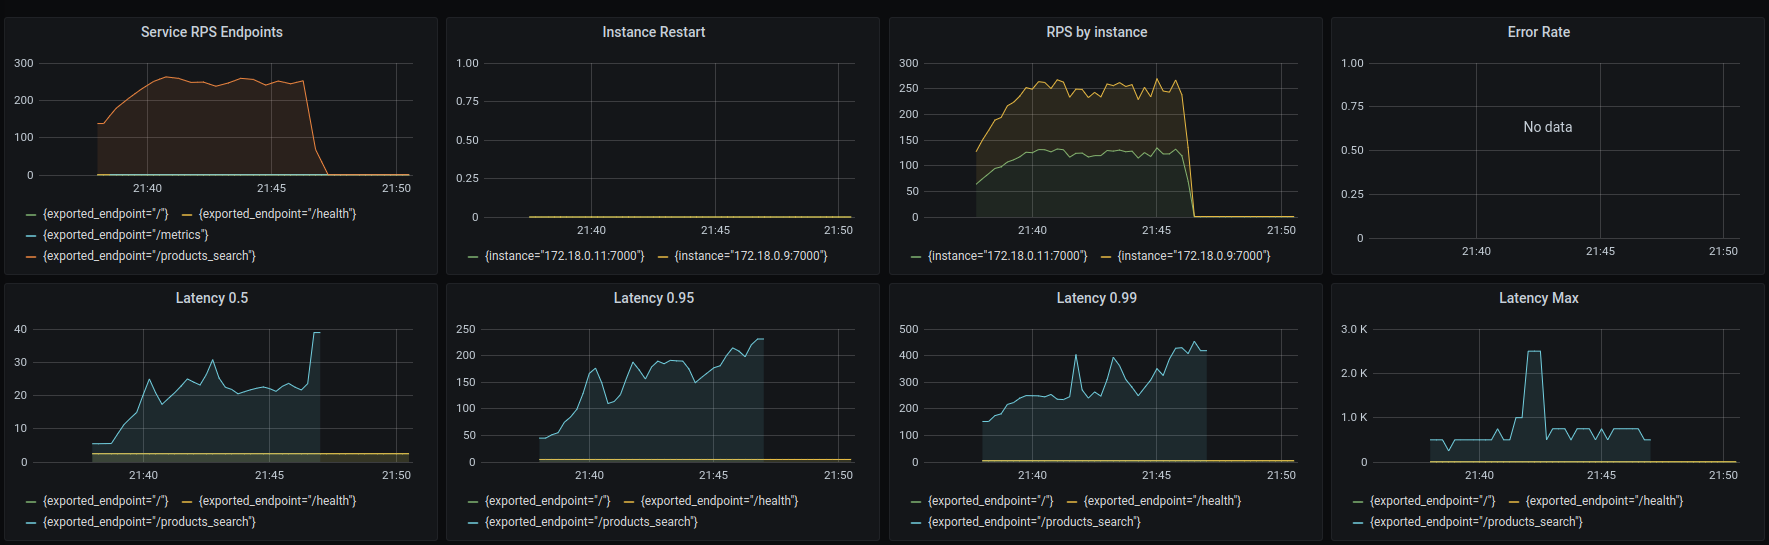 Service RPS Endpoints
300
200
100
0
21:40 21:45 21:50
{exported_endpoint="/"} {exported_endpoint="/health"}
{exported_endpoint="/metrics"}
{exported_endpoint="/products_search"}
Instance Restart
1.00
0.75
0.50
0.25
0
21:40 21:45 21:50
{instance="172.18.0.11:7000"} {instance="172.18.0.9:7000"}
RPS by instance
300
250
200
150
100
50
0
21:40 21:45 21:50
{instance="172.18.0.11:7000"} {instance="172.18.0.9:7000"}
Error Rate
1.00
0.75
No data
0.50
0.25
0
21:40 21:45 21:50
Latency 0.5
40
30
20
10
0
21:40 21:45 21:50
{exported_endpoint="/"} {exported_endpoint="/health"}
{exported_endpoint="/products_search"}
Latency 0.95
250
200
150
100
50
0
21:40 21:45 21:50
{exported_endpoint="/"} {exported_endpoint="/health"}
{exported_endpoint="/products_search"}
Latency 0.99
500
400
300
200
100
0
21:40 21:45 21:50
{exported_endpoint="/"} {exported_endpoint="/health"}
{exported_endpoint="/products_search"}
Latency Max
3.0 K
2.0 K
1.0 K
0
21:40 21:45 21:50
{exported_endpoint="/"} {exported_endpoint="/health"}
{exported_endpoint="/products_search"}